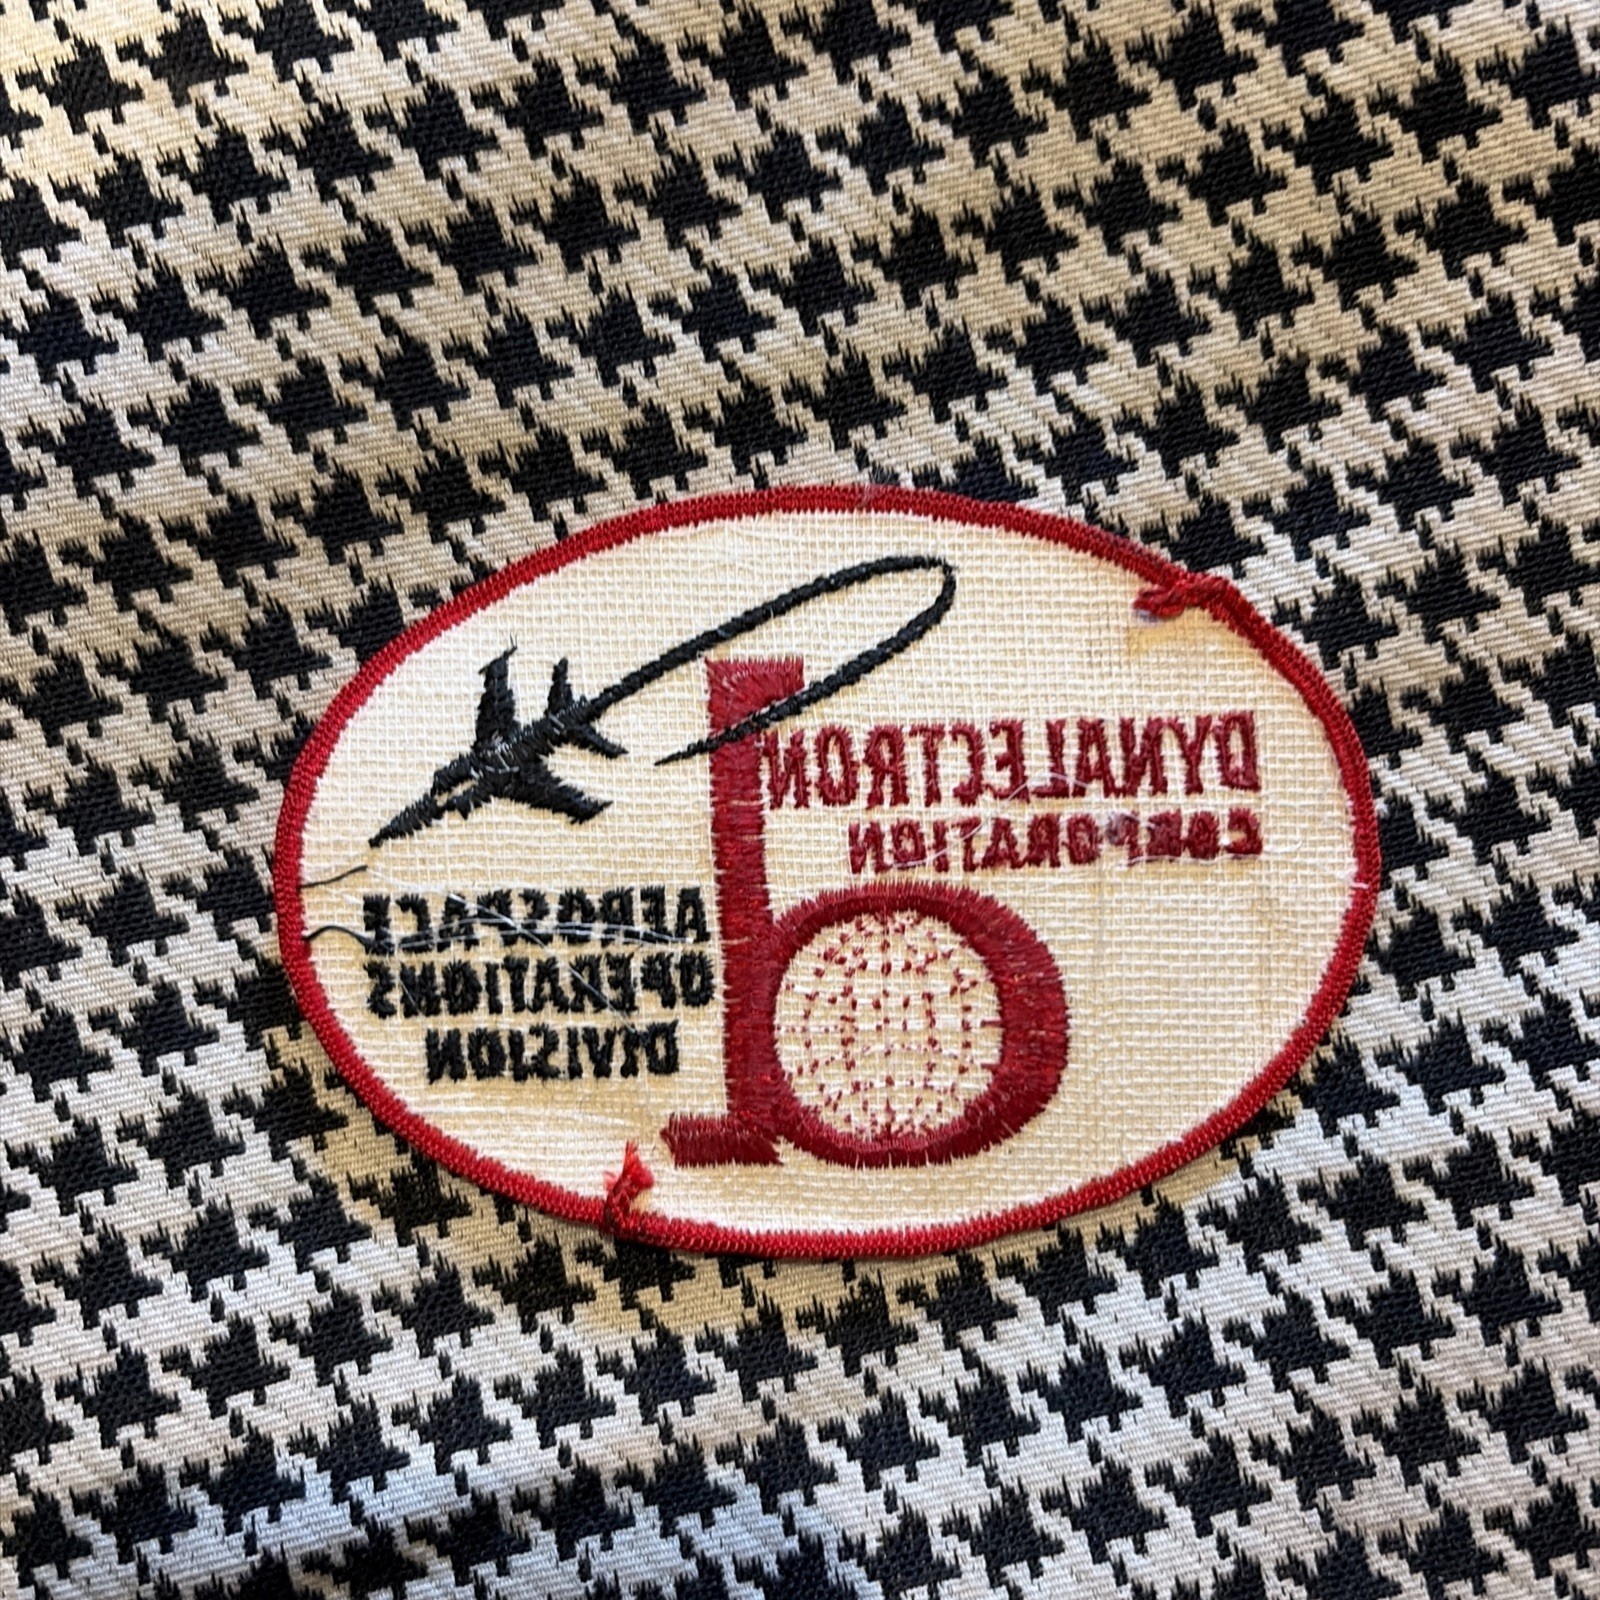 DYNALECTRON
CORPORATION
AEROSPACE
OPERATIONS
DIVISION
d